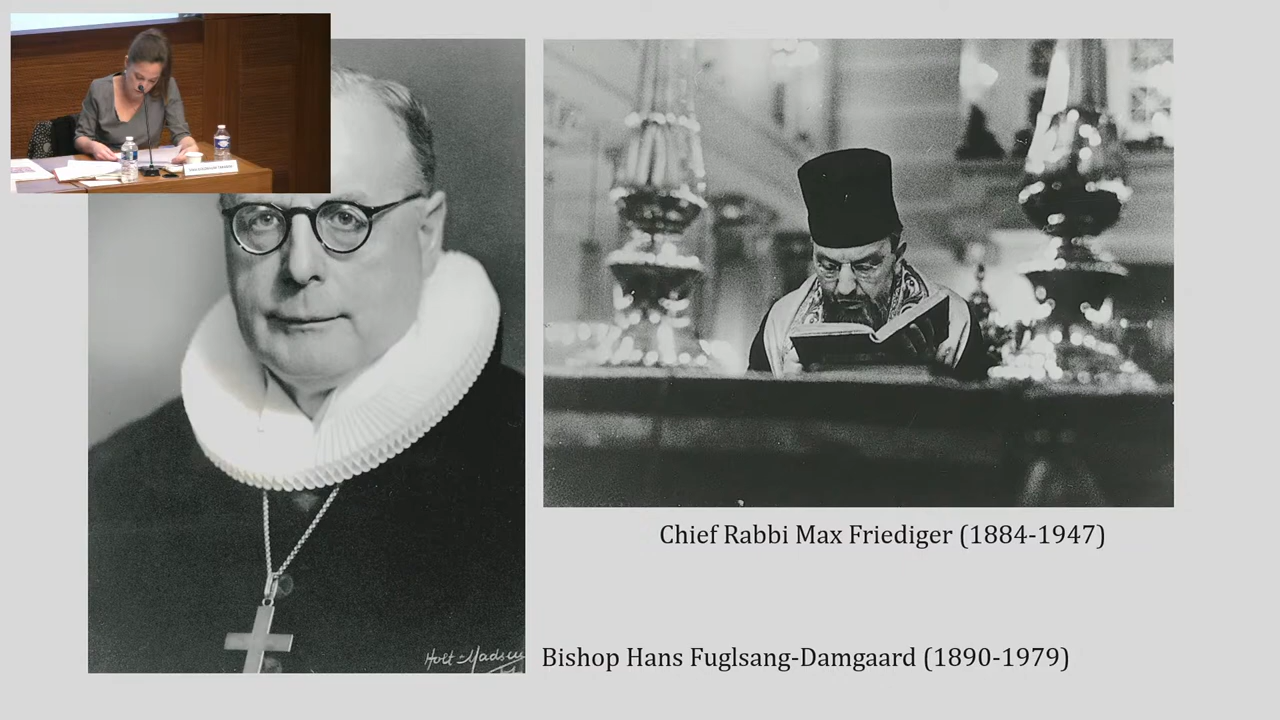 Chief Rabbi Max Friediger (1884-1947)
Holt-Madsen
Bishop Hans Fuglsang-Damgaard (1890-1979)